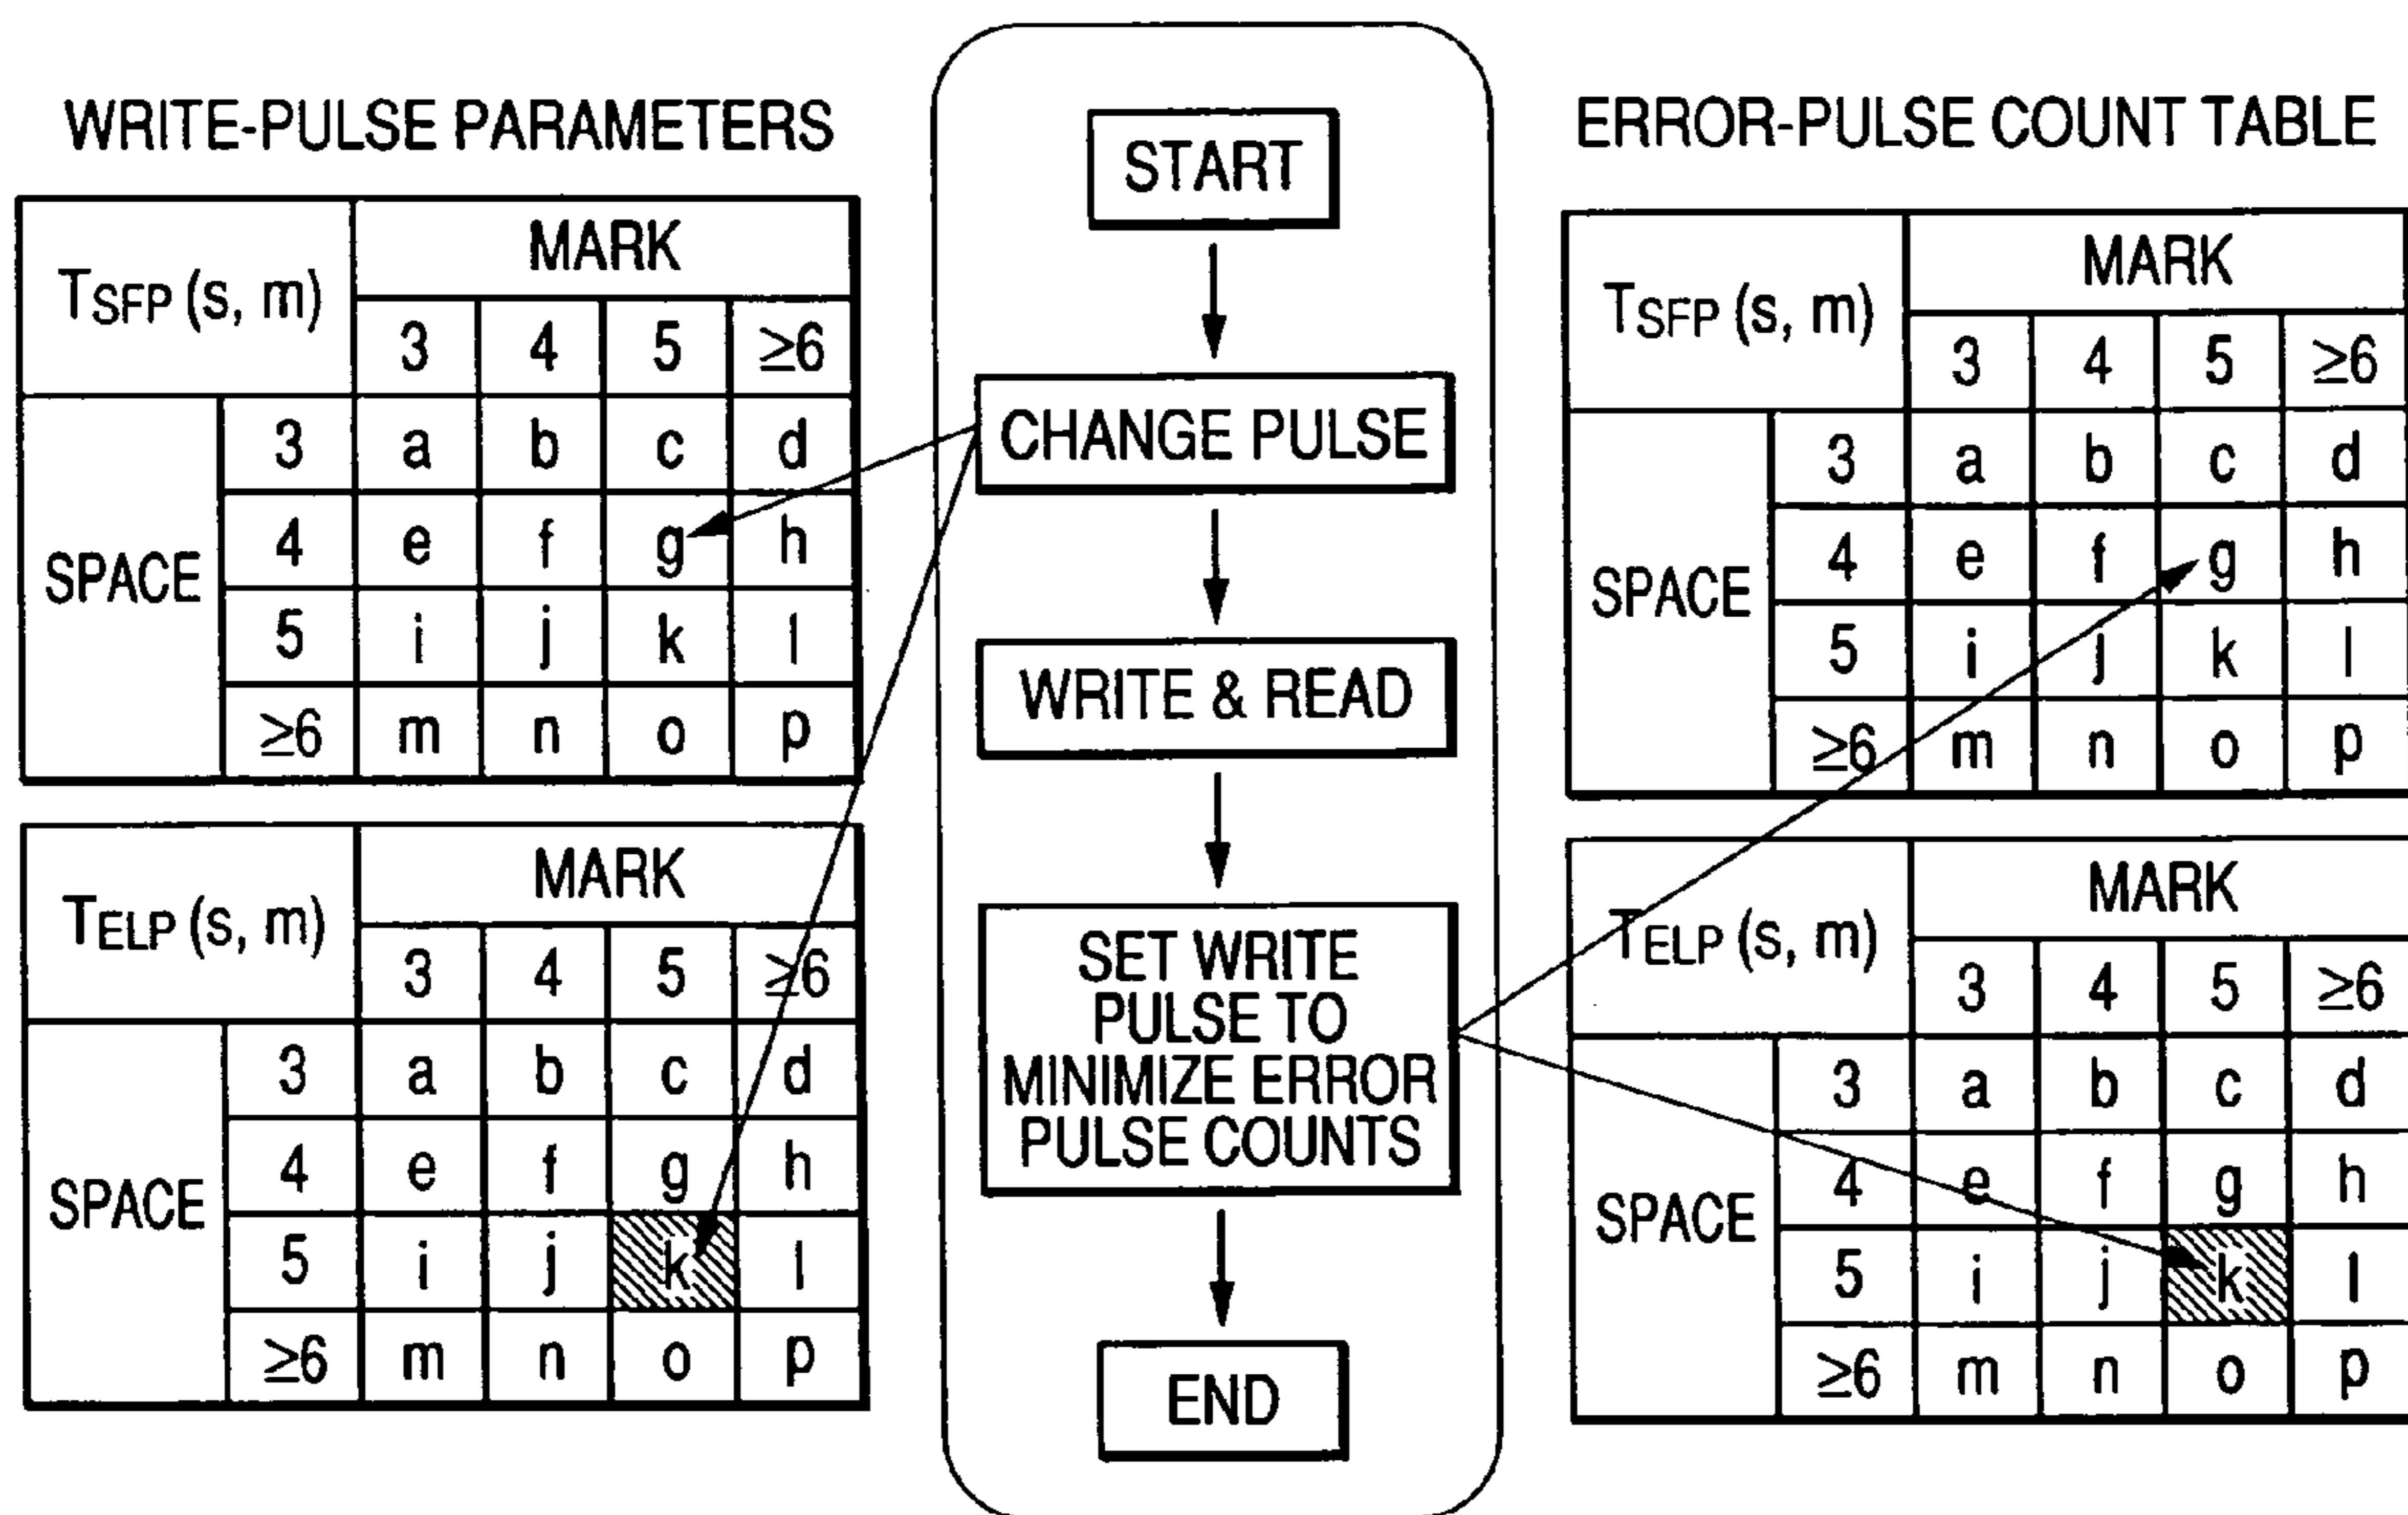 WRITE-PULSE PARAMETERS
TSFP (s, m) MARK
3 4 5 ≥6
SPACE
3 a b c d
4 e f g h
5 i j k l
≥6 m n o p
TELP (s, m) MARK
3 4 5 ≥6
SPACE
3 a b c d
4 e f g h
5 i j k l
≥6 m n o p
START
CHANGE PULSE
WRITE & READ
SET WRITE
PULSE TO
MINIMIZE ERROR
PULSE COUNTS
END
ERROR-PULSE COUNT TABLE
TSFP (s, m) MARK
3 4 5 ≥6
SPACE
3 a b c d
4 e f g h
5 i j k l
≥6 m n o p
TELP (s, m) MARK
3 4 5 ≥6
SPACE
3 a b c d
4 e f g h
5 i j k l
≥6 m n o p